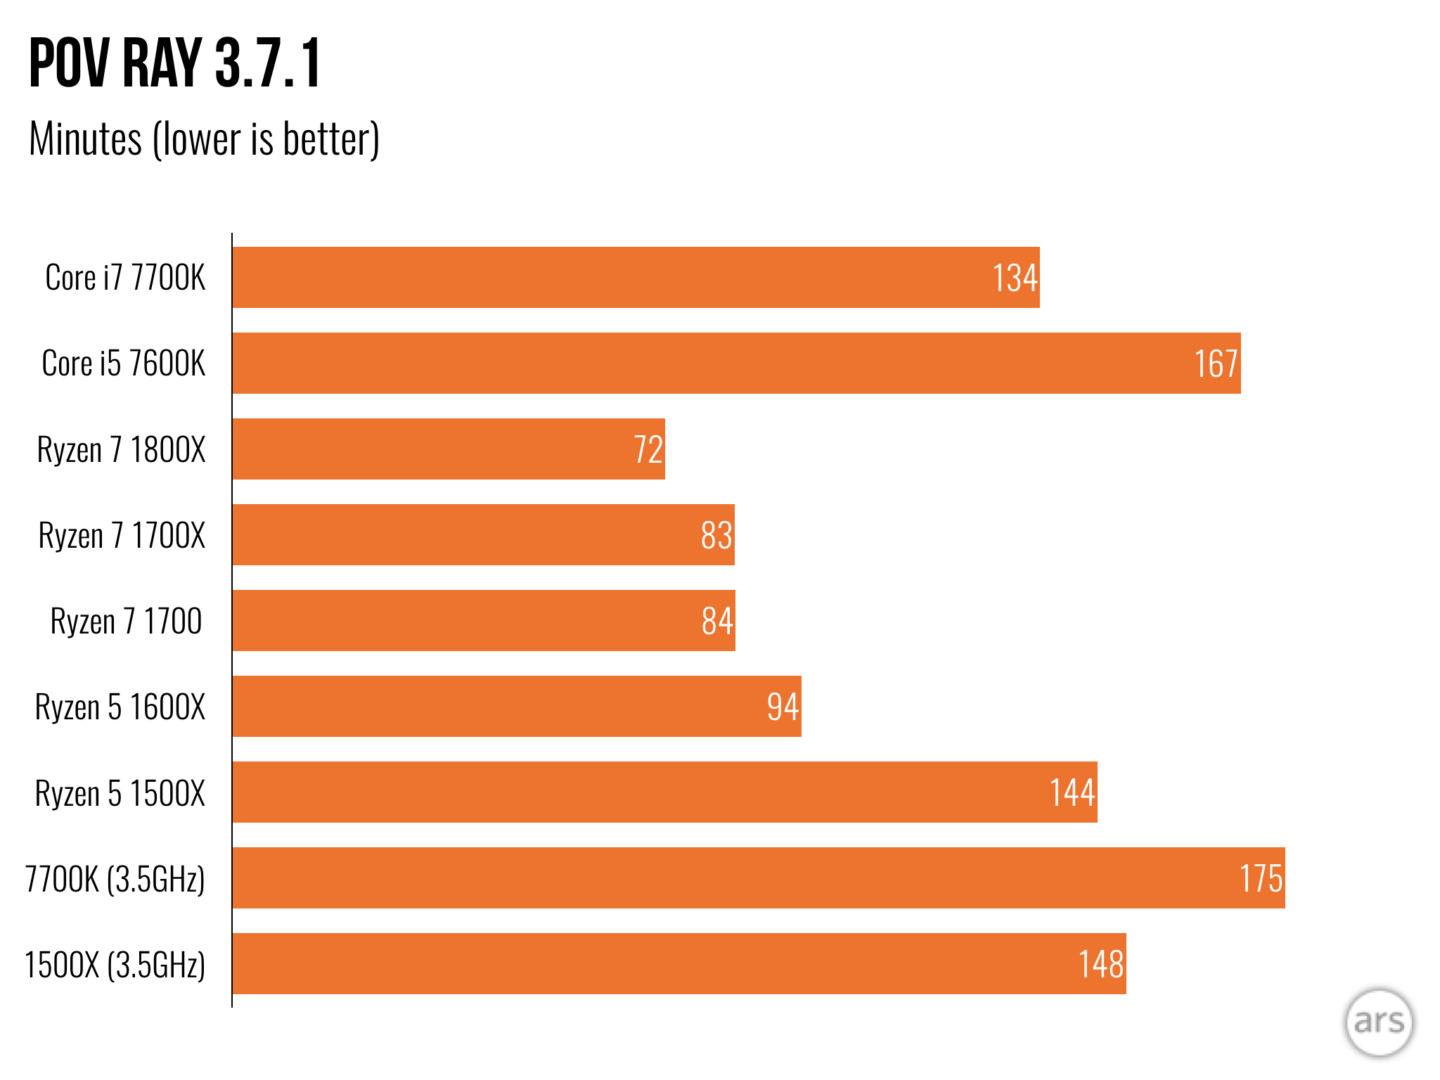 POV RAY 3.7.1
Minutes (lower is better)
Core i7 7700K 134
Core i5 7600K 167
Ryzen 7 1800X 72
Ryzen 7 1700X 83
Ryzen 7 1700 84
Ryzen 5 1600X 94
Ryzen 5 1500X 144
7700K (3.5GHz) 175
1500X (3.5GHz) 148
ars